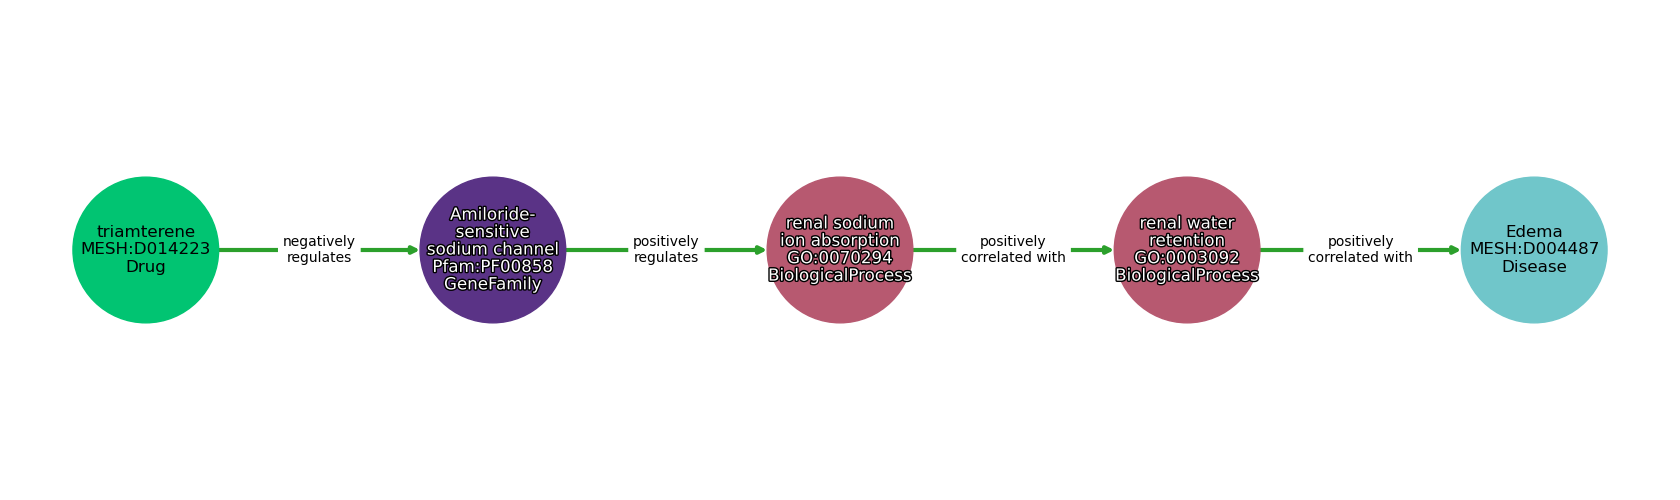 triamterene
MESH:D014223
Drug
negatively
regulates
Amiloride-
sensitive
sodium channel
Pfam:PF00858
GeneFamily
positively
regulates
renal sodium
ion absorption
GO:0070294
BiologicalProcess
positively
correlated with
renal water
retention
GO:0003092
BiologicalProcess
positively
correlated with
Edema
MESH:D004487
Disease